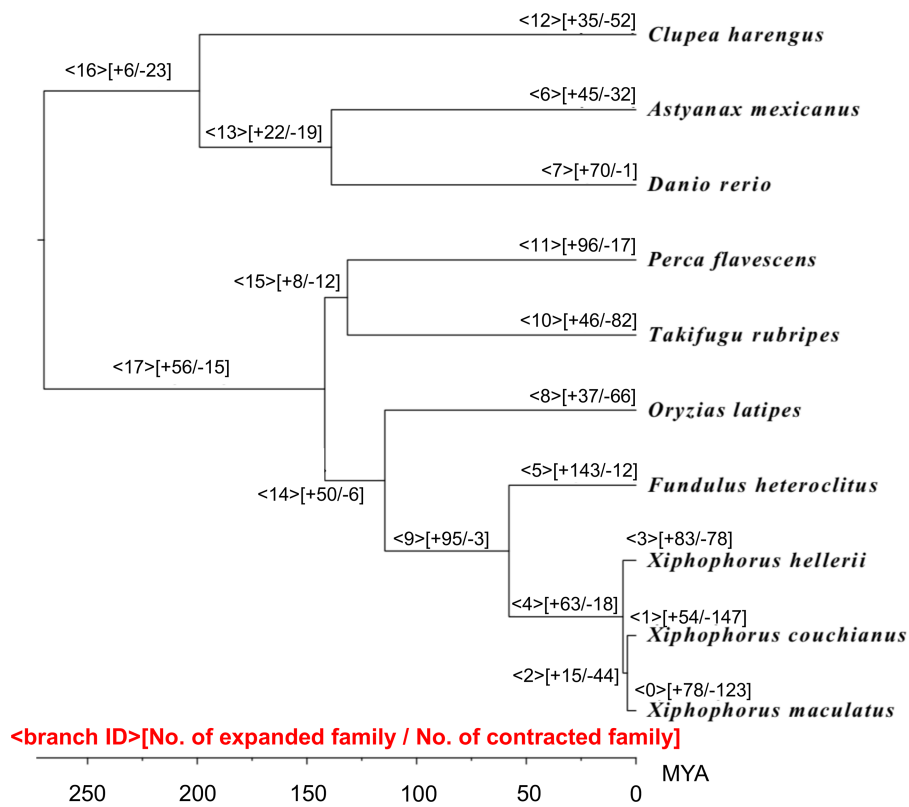 <12>[+35/-52]
Clupea harengus
<16>[+6/-23]
<6>[+45/-32]
Astyanax mexicanus
<13>[+22/-19]
<7>[+70/-1]
Danio rerio
<11>[+96/-17]
Perca flavescens
<15>[+8/-12]
<10>[+46/-82]
Takifugu rubripes
<17>[+56/-15]
<8>[+37/-66]
Oryzias latipes
<5>[+143/-12]
Fundulus heteroclitus
<14>[+50/-6]
<9>[+95/-3]
<3>[+83/-78]
Xiphophorus hellerii
<4>[+63/-18]
<1>[+54/-147]
Xiphophorus couchianus
<2>[+15/-44]
<0>[+78/-123]
Xiphophorus maculatus
<branch ID>[No. of expanded family / No. of contracted family]
MYA
250 200 150 100 50 0